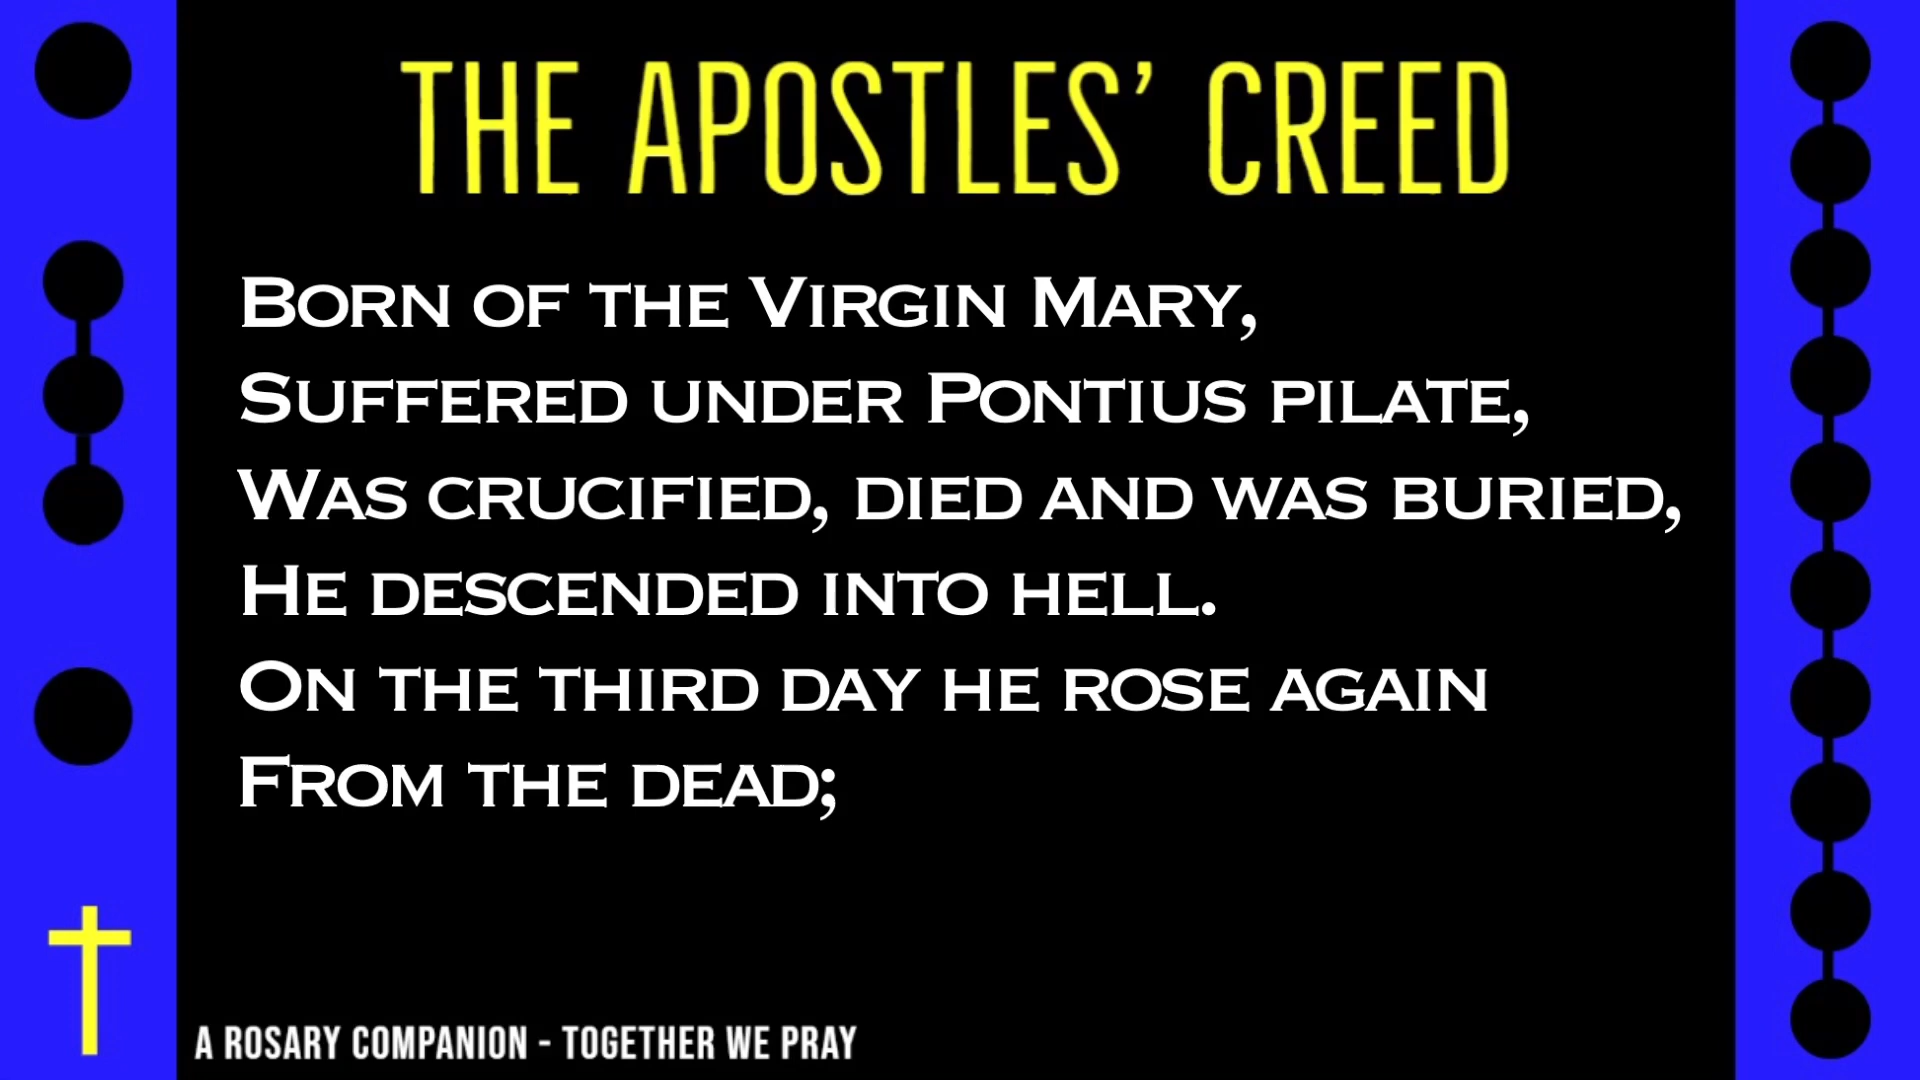 THE APOSTLES’ CREED
Born of the Virgin Mary,
Suffered under Pontius pilate,
Was crucified, died and was buried,
He descended into hell.
On the third day he rose again
From the dead;
A ROSARY COMPANION - TOGETHER WE PRAY